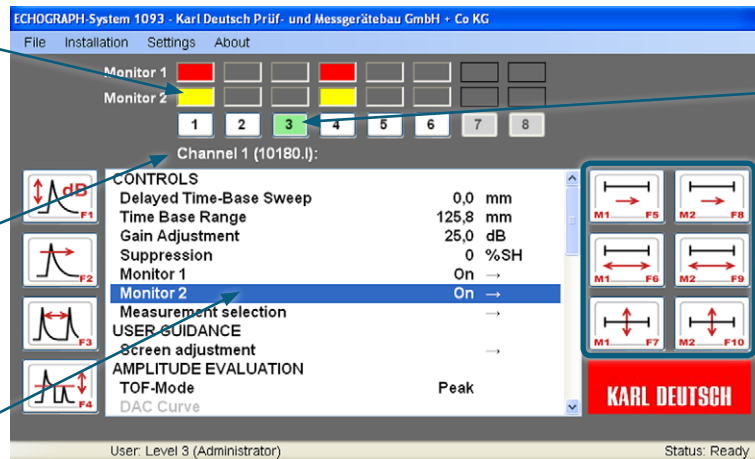 ECHOGRAPH-System 1093 - Karl Deutsch Prüf- und Messgerätebau GmbH + Co KG
File Installation Settings About
Monitor 1
Monitor 2
1 2 3 4 5 6 7 8
Channel 1 (10180.I):
CONTROLS
Delayed Time-Base Sweep 0,0 mm
Time Base Range 125,8 mm
Gain Adjustment 25,0 dB
Suppression 0 %SH
Monitor 1 On →
Monitor 2 On →
Measurement selection →
USER GUIDANCE
Screen adjustment →
AMPLITUDE EVALUATION
TOF-Mode Peak
DAC Curve
dB F1
F2
F3
F4
M1 F5 M2 F8
M1 F6 M2 F9
M1 F7 M2 F10
KARL DEUTSCH
User: Level 3 (Administrator) Status: Ready